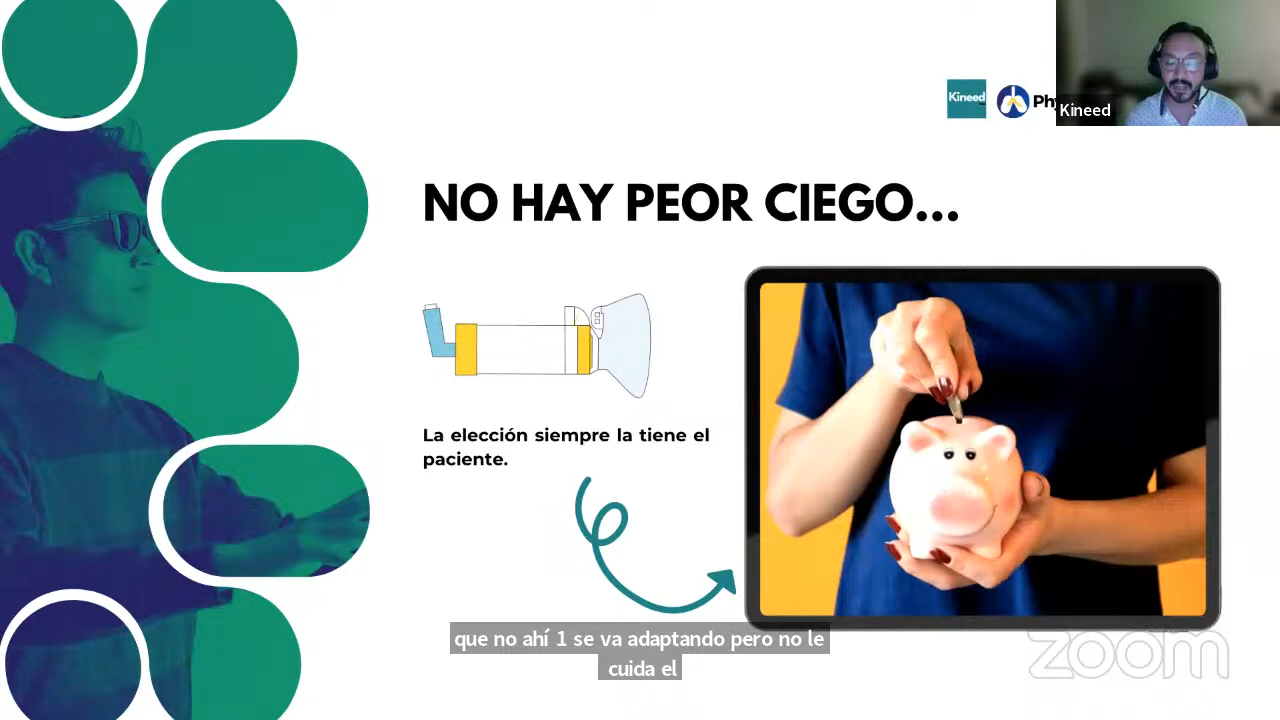 Kineed
Ph
Kineed
NO HAY PEOR CIEGO...
La elección siempre la tiene el
paciente.
que no ahí 1 se va adaptando pero no le
cuida el
zoom